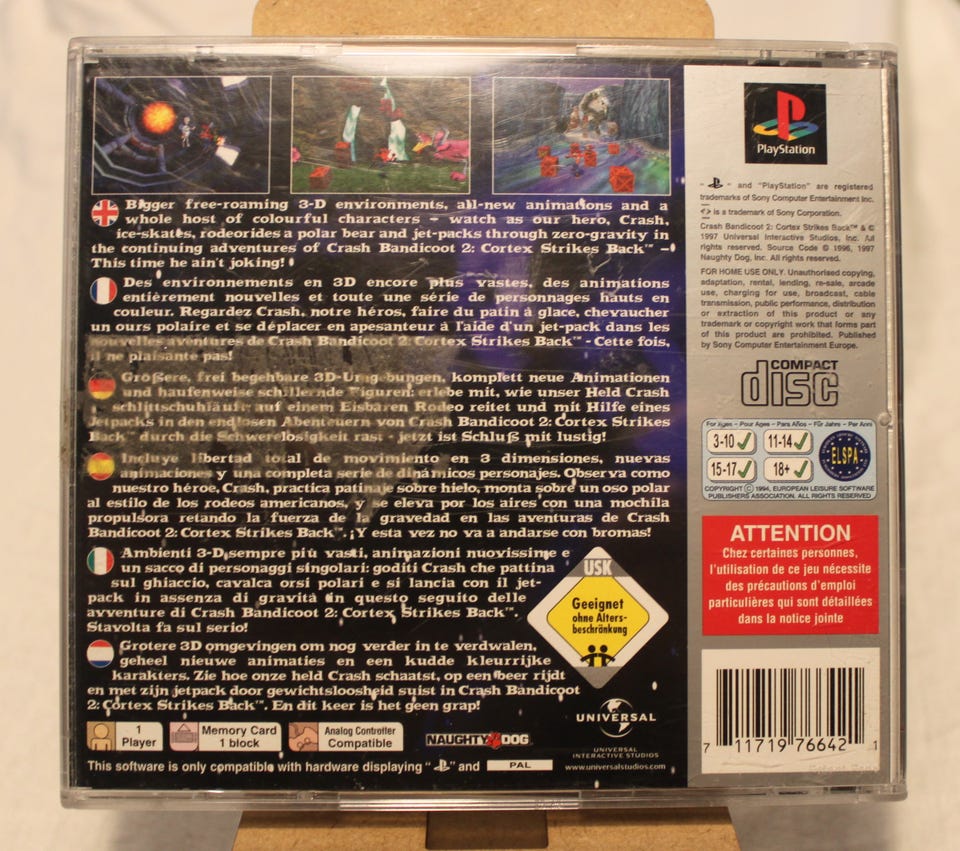 Bigger free-roaming 3-D environments, all-new animations and a
whole host of colourful characters – watch as our hero, Crash,
ice-skates, rodeorides a polar bear and jet-packs through zero-gravity in
the continuing adventures of Crash Bandicoot 2: Cortex Strikes Back™ –
This time he ain't joking!
Des environnements en 3D encore plus vastes, des animations
entièrement nouvelles et toute une série de personnages hauts en
couleur. Regardez Crash, notre héros, faire du patin à glace, chevaucher
un ours polaire et se déplacer en apesanteur à l'aide d'un jet-pack dans les
aventures de Crash Bandicoot 2: Cortex Strikes Back™ - Cette fois,
il ne plaisante pas!
Größere, frei begehbare 3D-Umgebungen, komplett neue Animationen
und haufenweise schillernde Figuren: erlebe mit, wie unser Held Crash
schlittschuhläuft, auf einem Eisbären Rodeo reitet und mit Hilfe eines
Jetpacks in den endlosen Abenteuern von Crash Bandicoot 2: Cortex Strikes
Back™ durch die Schwerelosigkeit rast - jetzt ist Schluß mit lustig!
Incluye libertad total de movimiento en 3 dimensiones, nuevas
animaciones y una completa serie de dinámicos personajes. Observa como
nuestro héroe, Crash, practica patinaje sobre hielo, monta sobre un oso polar
al estilo de los rodeos americanos, y se eleva por los aires con una mochila
propulsora retando la fuerza de la gravedad en las aventuras de Crash
Bandicoot 2: Cortex Strikes Back™. ¡Y esta vez no va a andarse con bromas!
Ambienti 3-D sempre più vasti, animazioni nuovissime e
un sacco di personaggi singolari: goditi Crash che pattina
sul ghiaccio, cavalca orsi polari e si lancia con il jet-
pack in assenza di gravità in questo seguito delle
avventure di Crash Bandicoot 2: Cortex Strikes Back™.
Stavolta fa sul serio!
Grotere 3D omgevingen om nog verder in te verdwalen,
geheel nieuwe animaties en een kudde kleurrijke
karakters. Zie hoe onze held Crash schaatst, op een beer rijdt
en met zijn jetpack door gewichtsloosheid suist in Crash Bandicoot
2: Cortex Strikes Back™. En dit keer is het geen grap!
USK
Geeignet
ohne Alters-
beschränkung
1
Player
Memory Card
1 block
Analog Controller
Compatible
NAUGHTY DOG
UNIVERSAL
UNIVERSAL
INTERACTIVE STUDIOS
www.universalstudios.com
This software is only compatible with hardware displaying " " and PAL
PlayStation
" " and "PlayStation" are registered
trademarks of Sony Computer Entertainment Inc.
is a trademark of Sony Corporation.
Crash Bandicoot 2: Cortex Strikes Back™ & ©
1997 Universal Interactive Studios, Inc. All
rights reserved. Source Code © 1996, 1997
Naughty Dog, Inc. All rights reserved.
FOR HOME USE ONLY. Unauthorised copying,
adaptation, rental, lending, re-sale, arcade
use, charging for use, broadcast, cable
transmission, public performance, distribution
or extraction of this product or any
trademark or copyright work that forms part
of this product are prohibited. Published
by Sony Computer Entertainment Europe.
COMPACT
disc
For Ages - Pour Ages - Para Años - Für Jahre - Per Anni
3-10 11-14
15-17 18+
ELSPA
COPYRIGHT © 1994, EUROPEAN LEISURE SOFTWARE
PUBLISHERS ASSOCIATION. ALL RIGHTS RESERVED
ATTENTION
Chez certaines personnes,
l'utilisation de ce jeu nécessite
des précautions d'emploi
particulières qui sont détaillées
dans la notice jointe
7 11719 76642 1